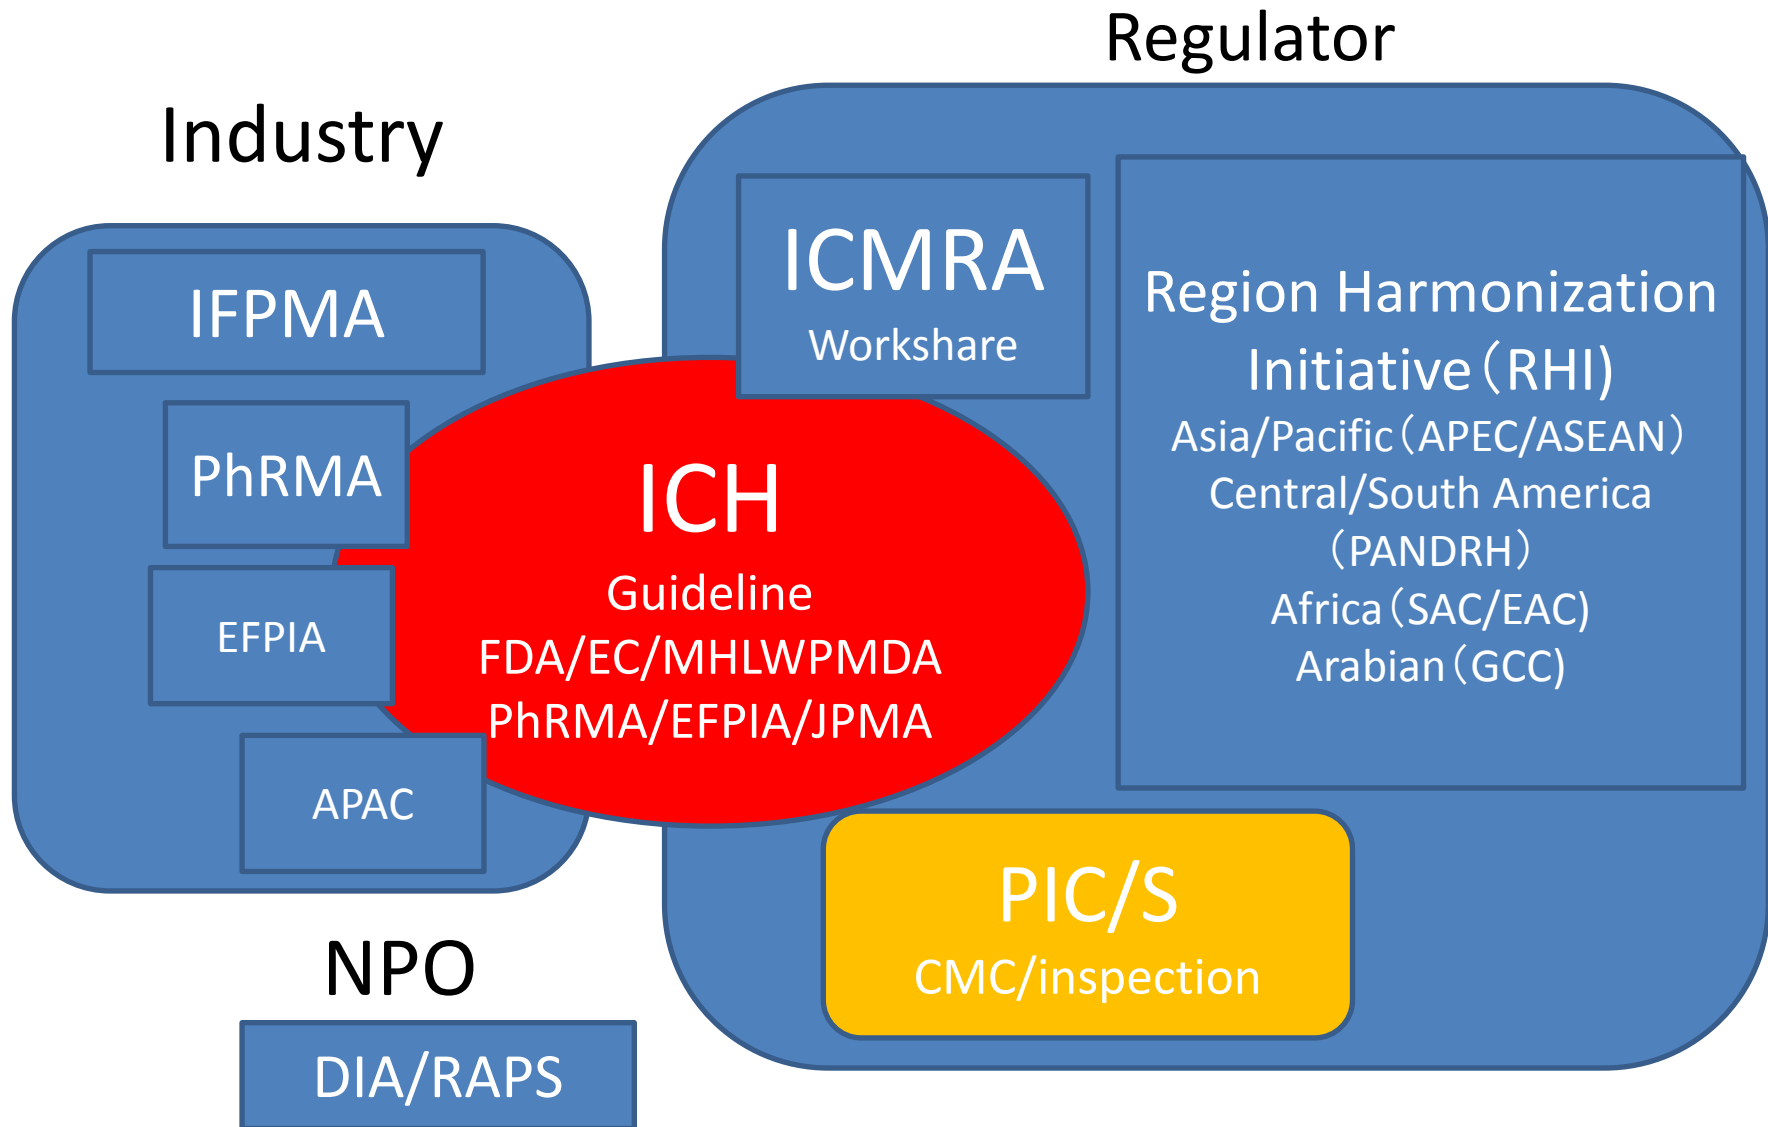 Regulator
Industry
IFPMA
PhRMA
EFPIA
APAC
ICMRA
Workshare
ICH
Guideline
FDA/EC/MHLWPMDA
PhRMA/EFPIA/JPMA
Region Harmonization
Initiative（RHI)
Asia/Pacific（APEC/ASEAN）
Central/South America
（PANDRH）
Africa（SAC/EAC)
Arabian（GCC)
PIC/S
CMC/inspection
NPO
DIA/RAPS